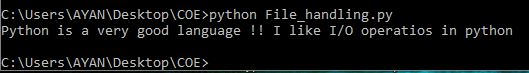 C:\Users\AYAN\Desktop\COE>python File_handling.py
Python is a very good language !! I like I/O operatios in python
C:\Users\AYAN\Desktop\COE>